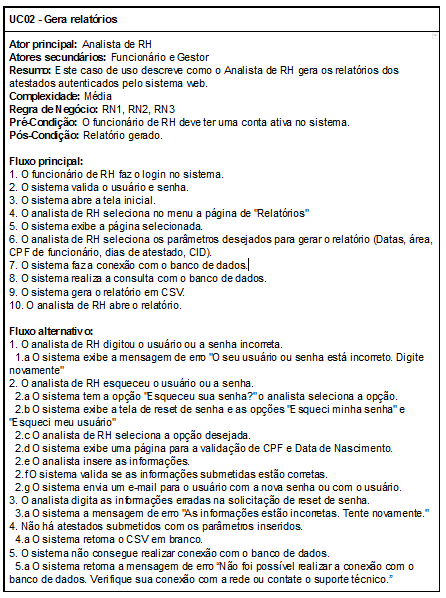 UC02 - Gera relatórios
Ator principal: Analista de RH
Atores secundários: Funcionário e Gestor
Resumo: Este caso de uso descreve como o Analista de RH gera os relatórios dos
atestados autenticados pelo sistema web.
Complexidade: Média
Regra de Negócio: RN1, RN2, RN3
Pré-Condição: O funcionário de RH deve ter uma conta ativa no sistema.
Pós-Condição: Relatório gerado.
Fluxo principal:
1. O funcionário de RH faz o login no sistema.
2. O sistema valida o usuário e senha.
3. O sistema abre a tela inicial.
4. O analista de RH seleciona no menu a página de "Relatórios"
5. O sistema exibe a página selecionada.
6. O analista de RH seleciona os parâmetros desejados para gerar o relatório (Datas, área,
CPF de funcionário, dias de atestado, CID).
7. O sistema faz a conexão com o banco de dados.
8. O sistema realiza a consulta com o banco de dados.
9. O sistema gera o relatório em CSV.
10. O analista de RH abre o relatório.
Fluxo alternativo:
1. O analista de RH digitou o usuário ou a senha incorreta.
1.a O sistema exibe a mensagem de erro "O seu usuário ou senha está incorreto. Digite
novamente"
2. O analista de RH esqueceu o usuário ou a senha.
2.a O sistema tem a opção "Esqueceu sua senha?" o analista seleciona a opção.
2.b O sistema exibe a tela de reset de senha e as opções "Esqueci minha senha" e
"Esqueci meu usuário"
2.c O analista de RH seleciona a opção desejada.
2.d O sistema exibe uma página para a validação de CPF e Data de Nascimento.
2.e O analista insere as informações.
2.f O sistema valida se as informações submetidas estão corretas.
2.g O sistema envia um e-mail para o usuário com a nova senha ou com o usuário.
3. O analista digita as informações erradas na solicitação de reset de senha.
3.a O sistema a mensagem de erro "As informações estão incorretas. Tente novamente."
4. Não há atestados submetidos com os parâmetros inseridos.
4.a O sistema retorna o CSV em branco.
5. O sistema não consegue realizar conexão com o banco de dados.
5.a O sistema retorna a mensagem de erro "Não foi possível realizar a conexão com o
banco de dados. Verifique sua conexão com a rede ou contate o suporte técnico."